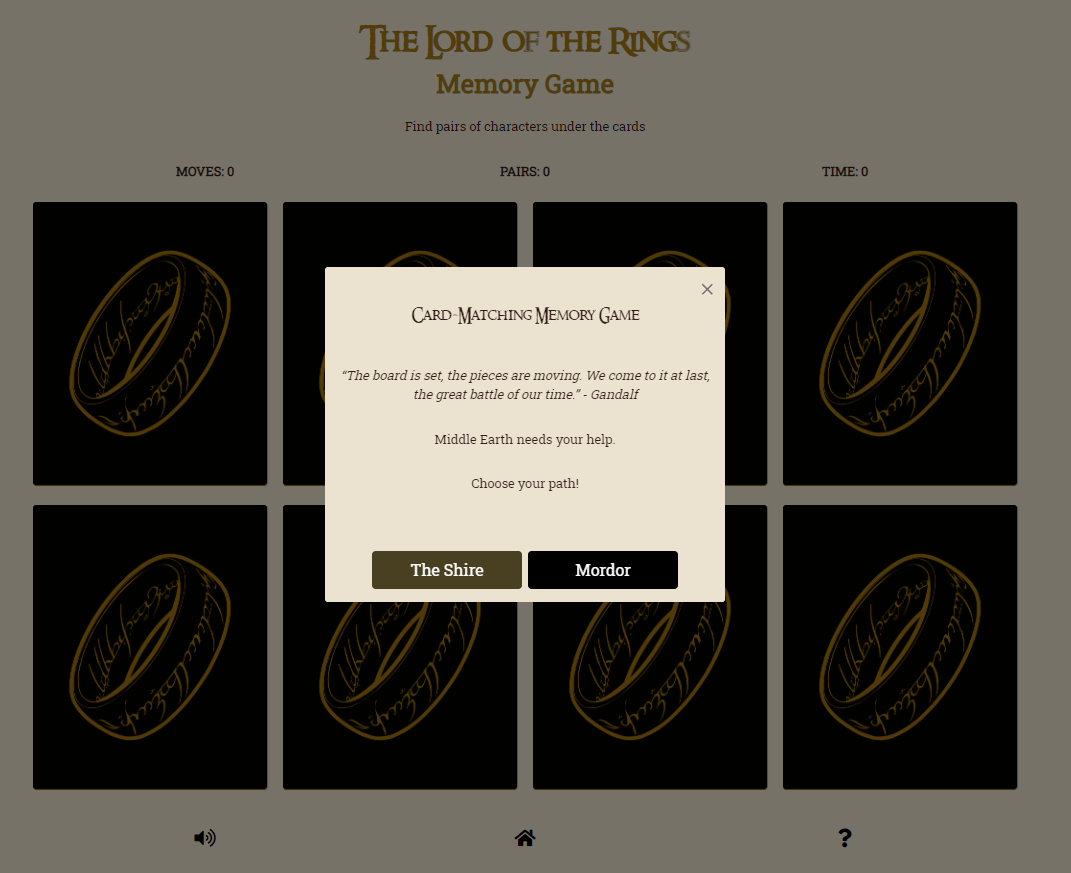 The Lord of the Rings
Memory Game
Find pairs of characters under the cards
MOVES: 0
PAIRS: 0
TIME: 0
Card-Matching Memory Game
“The board is set, the pieces are moving. We come to it at last,
the great battle of our time.” - Gandalf
Middle Earth needs your help.
Choose your path!
The Shire
Mordor